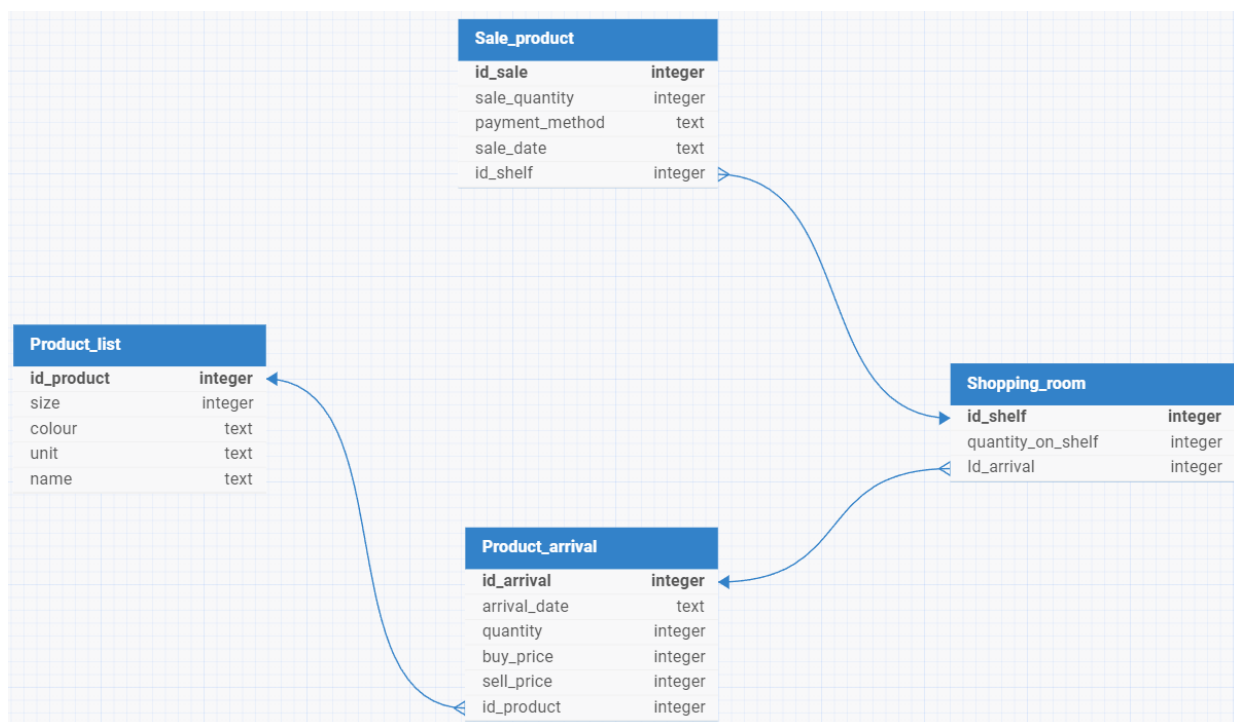 Sale_product
id_sale integer
sale_quantity integer
payment_method text
sale_date text
id_shelf integer
Product_list
id_product integer
size integer
colour text
unit text
name text
Shopping_room
id_shelf integer
quantity_on_shelf integer
Id_arrival integer
Product_arrival
id_arrival integer
arrival_date text
quantity integer
buy_price integer
sell_price integer
id_product integer